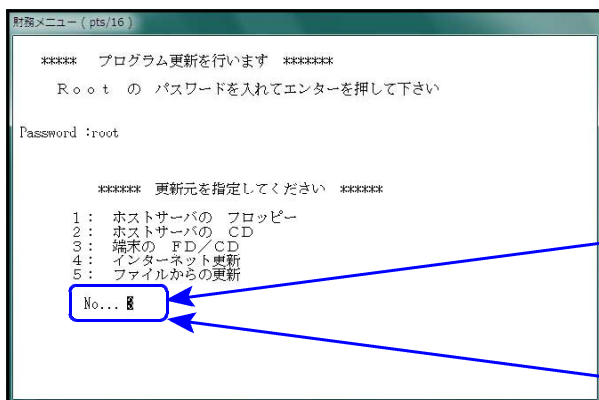 財務メニュー ( pts/16 )
***** プログラム更新を行います *******
Ｒｏｏｔ の パスワードを入れてエンターを押して下さい
Password :root
****** 更新元を指定してください ******
１： ホストサーバの フロッピー
２： ホストサーバの ＣＤ
３： 端末の ＦＤ／ＣＤ
４： インターネット更新
５： ファイルからの更新
No...